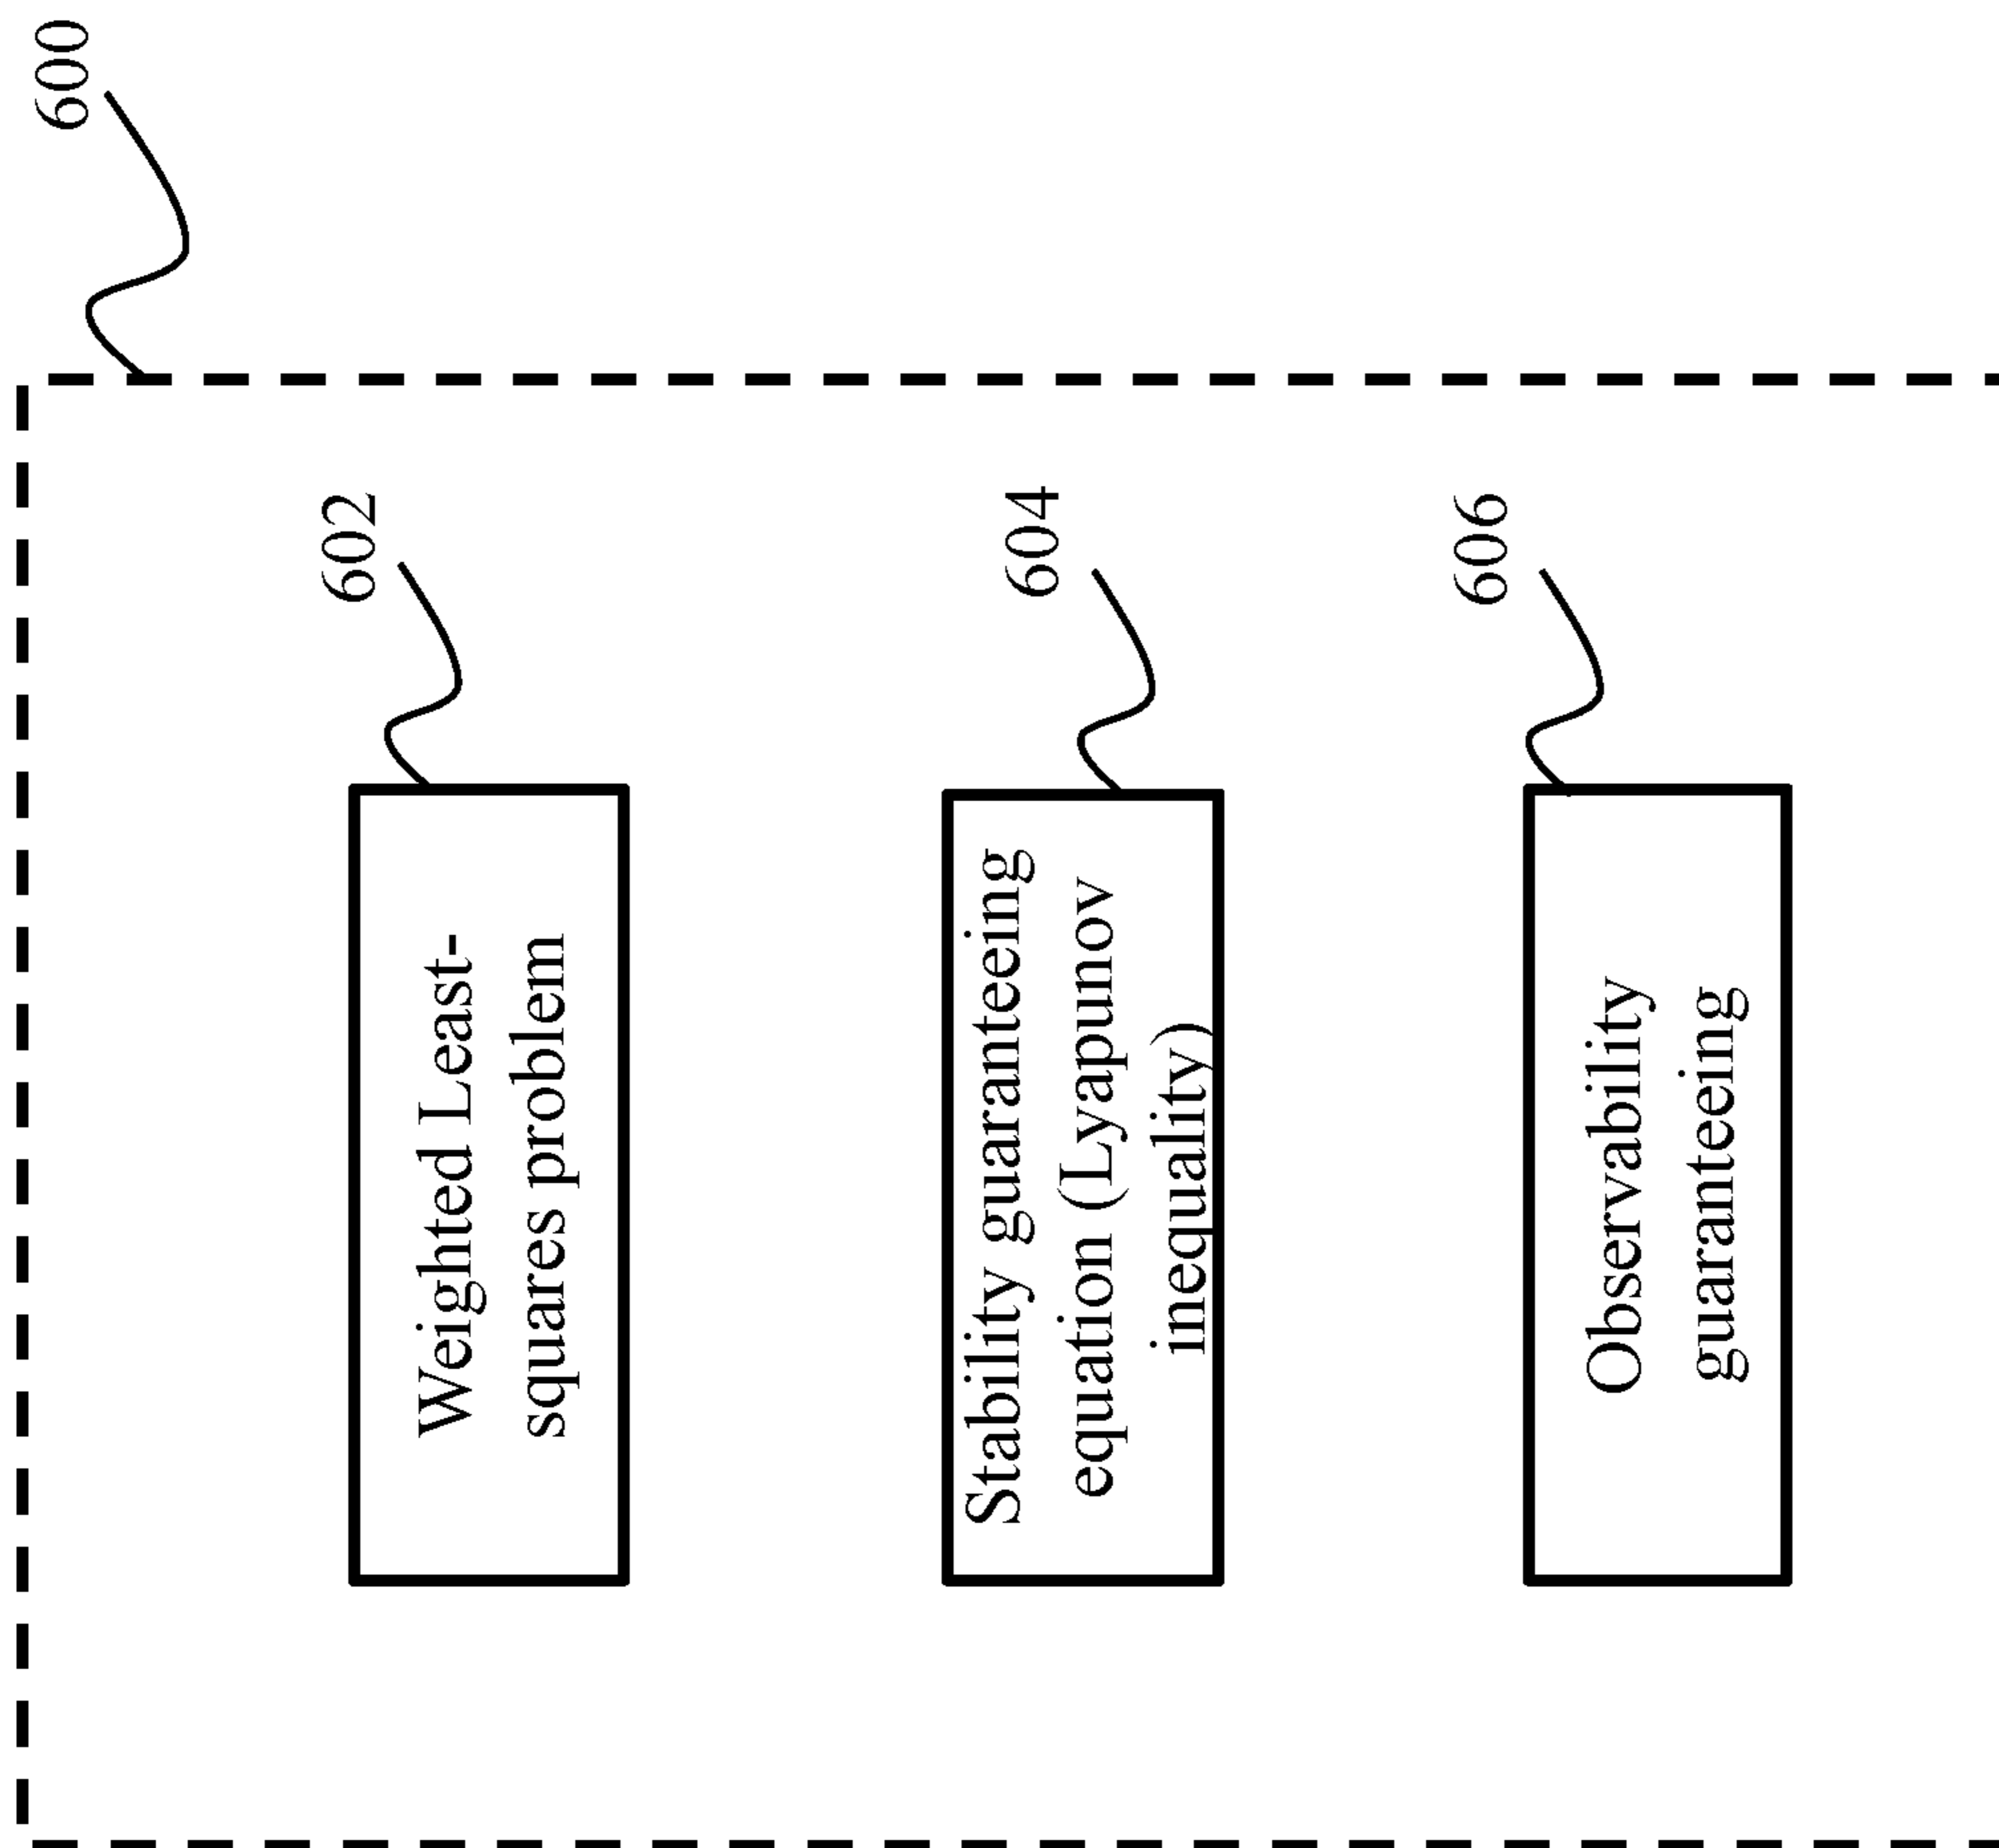 600
602
Weighted Least-
squares problem
604
Stability guaranteeing
equation (Lyapunov
inequality)
606
Observability
guaranteeing